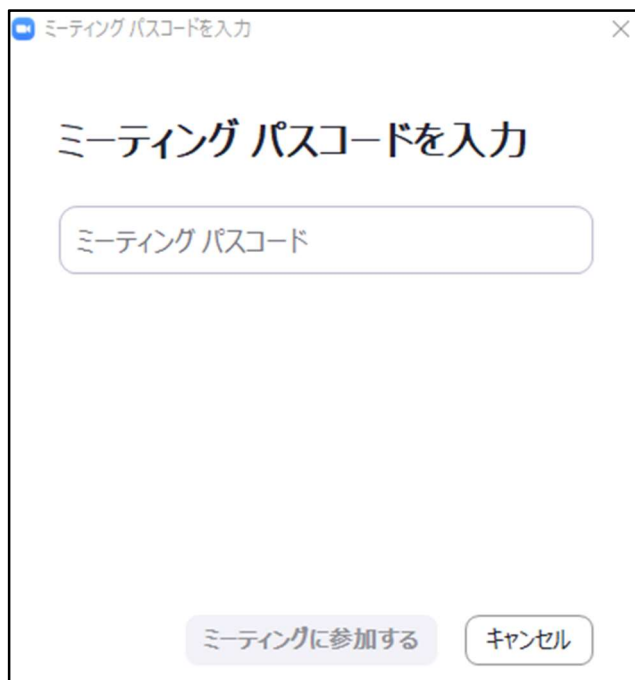 ミーティング パスコードを入力
ミーティング パスコードを入力
ミーティング パスコード
ミーティングに参加する
キャンセル